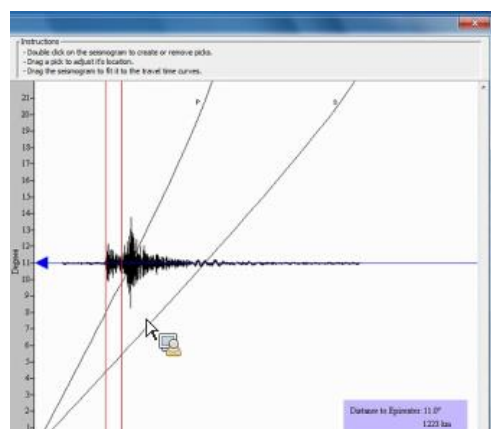 Instructions
- Double click on the seismogram to create or remove picks.
- Drag a pick to adjust it's location.
- Drag the seismogram to fit it to the travel time curves.
21
20
19
18
17
16
15
14
13
12
11
10
9
8
7
6
5
4
3
2
Degrees
P
S
Distance to Epicenter: 11.0°
1223 km